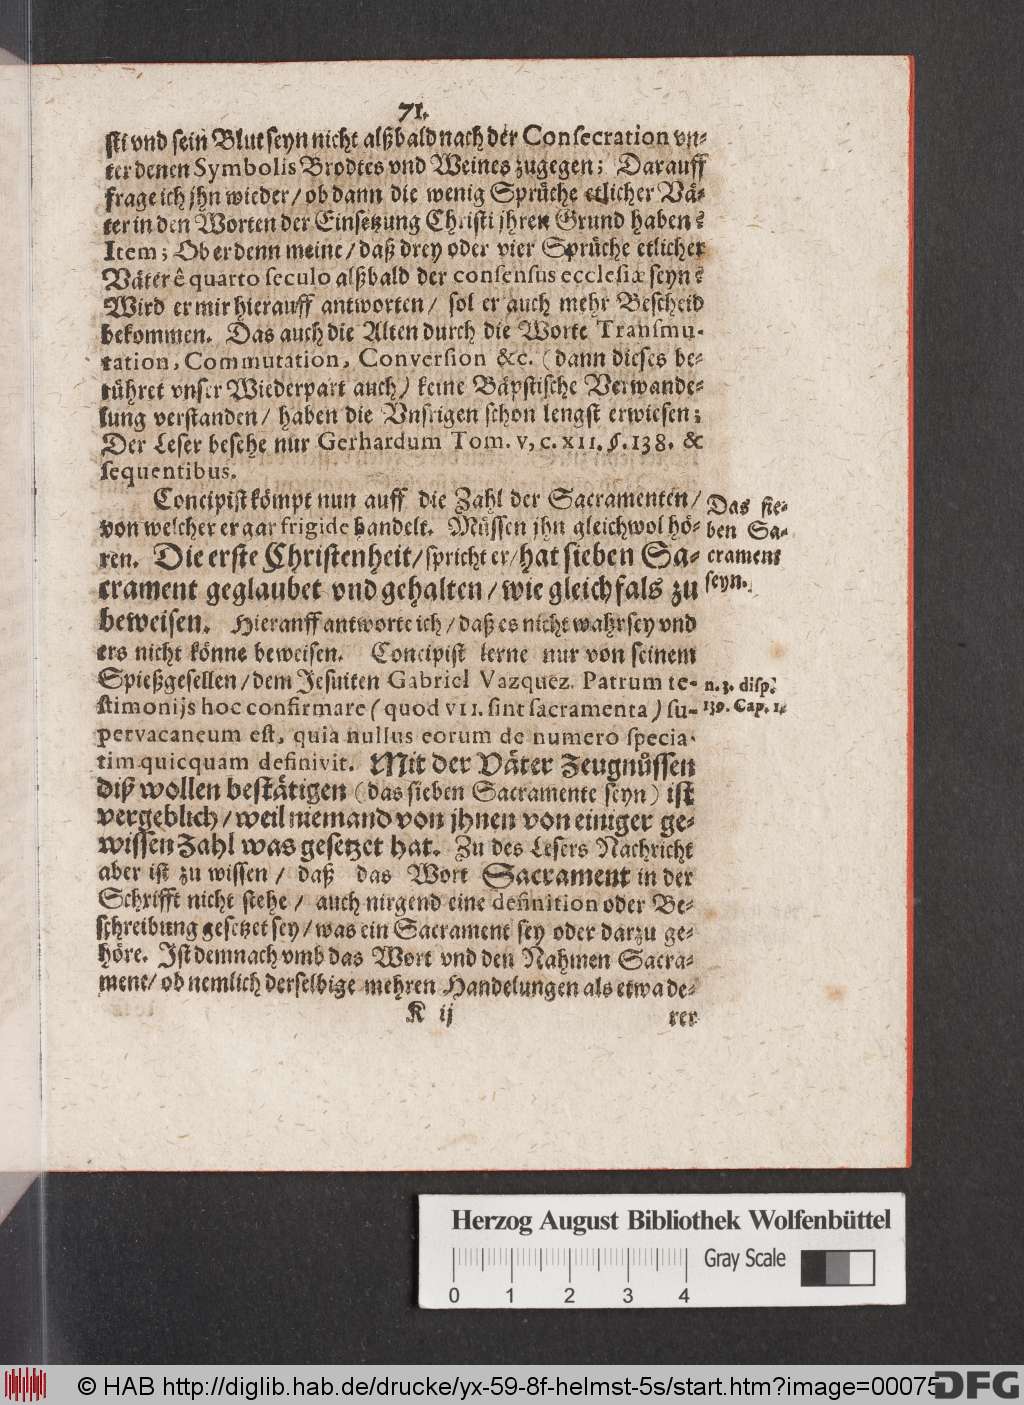 71.
sti vnd sein Blut seyn nicht alßbald nach der Consecration vn-
ter denen Symbolis Brodtes vnd Weines zugegen; Darauff
frage ich jhn wieder / ob dann die wenig Sprüche etlicher Vä-
ter in den Worten der Einsetzung Christi jhren Grund haben?
Item; Ob er denn meine / daß drey oder vier Sprüche etlicher
Väter ê quarto seculo alßbald der consensus ecclesiæ seyn?
Wird er mir hierauff antworten / sol er auch mehr Bescheid
bekommen. Das auch die Alten durch die Worte Transmu-
tation, Commutation, Conversion &c. (dann dieses be-
rühret vnser Wiederpart auch) keine Bäpstische Verwande-
lung verstanden / haben die Vnsrigen schon lengst erwiesen;
Der Leser besehe nur Gerhardum Tom. V, c. XII. §. 138. &
sequentibus.
Concipist kömpt nun auff die Zahl der Sacramenten /
von welcher er gar frigide handelt. Müssen jhn gleichwol hö-
ren. Die erste Christenheit / spricht er / hat sieben Sa-
crament geglaubet vnd gehalten / wie gleichfals zu
beweisen. Hierauff antworte ich / daß es nicht wahr sey vnd
ers nicht könne beweisen. Concipist lerne nur von seinem
Spießgesellen / dem Jesuiten Gabriel Vazquez. Patrum te-
stimonijs hoc confirmare (quod VII. sint sacramenta) su-
pervacaneum est, quia nullus eorum de numero specia-
tim quicquam definivit. Mit der Väter Zeugnüssen
diß wollen bestätigen (das sieben Sacramente seyn) ist
vergeblich / weil niemand von jhnen von einiger ge-
wissen Zahl was gesetzet hat. Zu des Lesers Nachricht
aber ist zu wissen / daß das Wort Sacrament in der
Schrifft nicht stehe / auch nirgend eine definition oder Be-
schreibung gesetzet sey / was ein Sacrament sey oder darzu ge-
höre. Ist demnach vmb das Wort vnd den Nahmen Sacra-
ment / ob nemlich derselbige mehren Handelungen als etwa de-
K ij
rer
Das sie-
ben Sa-
crament
seyn.
n. 3. disp.
130. Cap. 1.
Herzog August Bibliothek Wolfenbüttel
Gray Scale
0 1 2 3 4
© HAB http://diglib.hab.de/drucke/yx-59-8f-helmst-5s/start.htm?image=00075
DFG